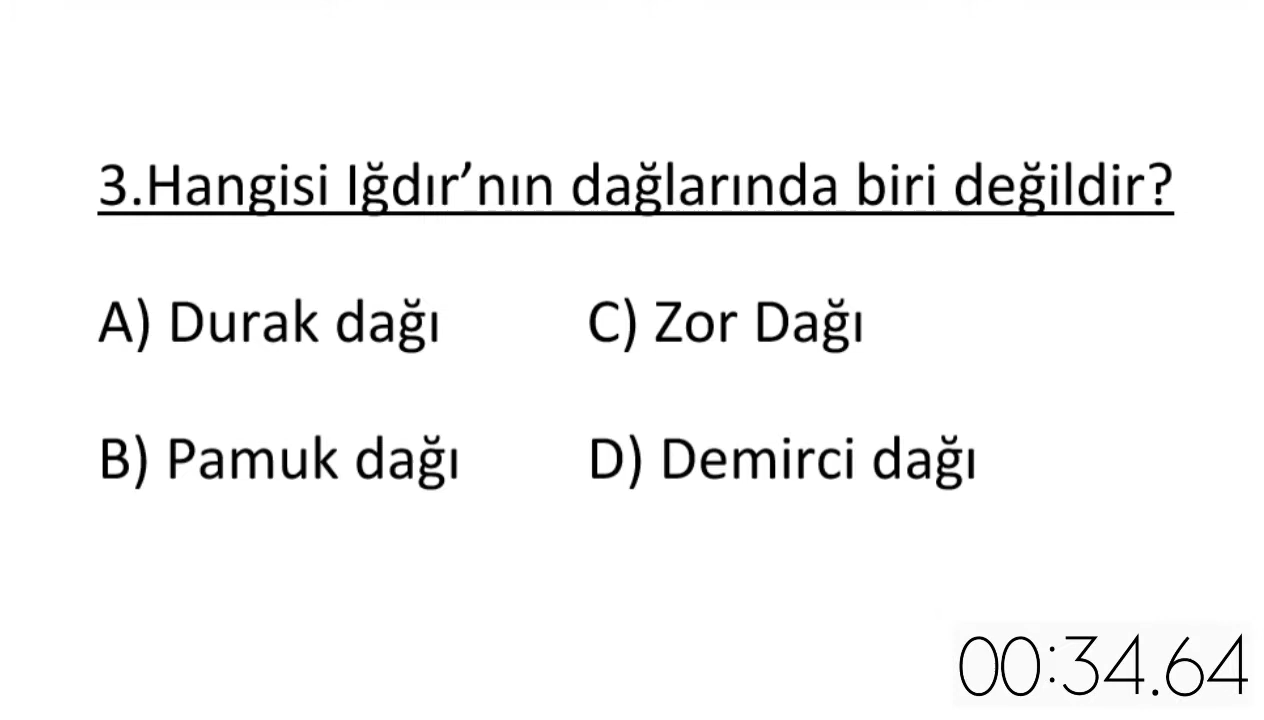 3.Hangisi Iğdır’nın dağlarında biri değildir?
A) Durak dağı
C) Zor Dağı
B) Pamuk dağı
D) Demirci dağı
00:34.64